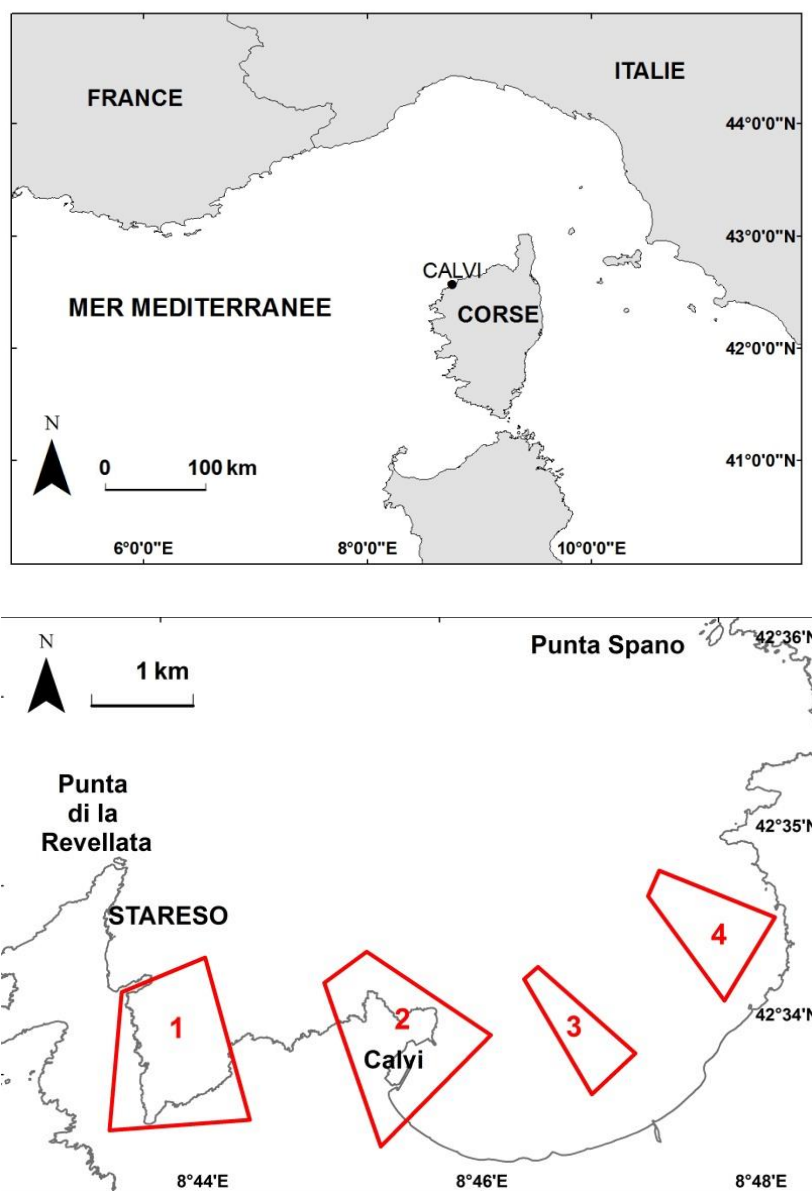 ITALIE
FRANCE
44°0'0"N
43°0'0"N
CALVI
MER MEDITERRANEE
CORSE
42°0'0"N
N
0 100 km
41°0'0"N
6°0'0"E 8°0'0"E 10°0'0"E
N
1 km
Punta Spano
42°36'N
Punta
di la
Revellata
42°35'N
STARESO
4
1
2
3
42°34'N
Calvi
8°44'E 8°46'E 8°48'E